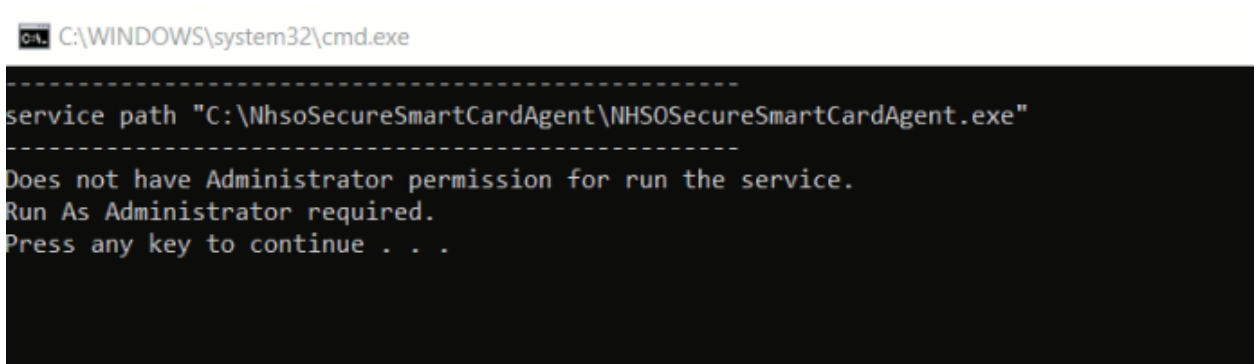 C:\WINDOWS\system32\cmd.exe
----------------------------------------------------
service path "C:\NhsoSecureSmartCardAgent\NHSOSecureSmartCardAgent.exe"
----------------------------------------------------
Does not have Administrator permission for run the service.
Run As Administrator required.
Press any key to continue . . .